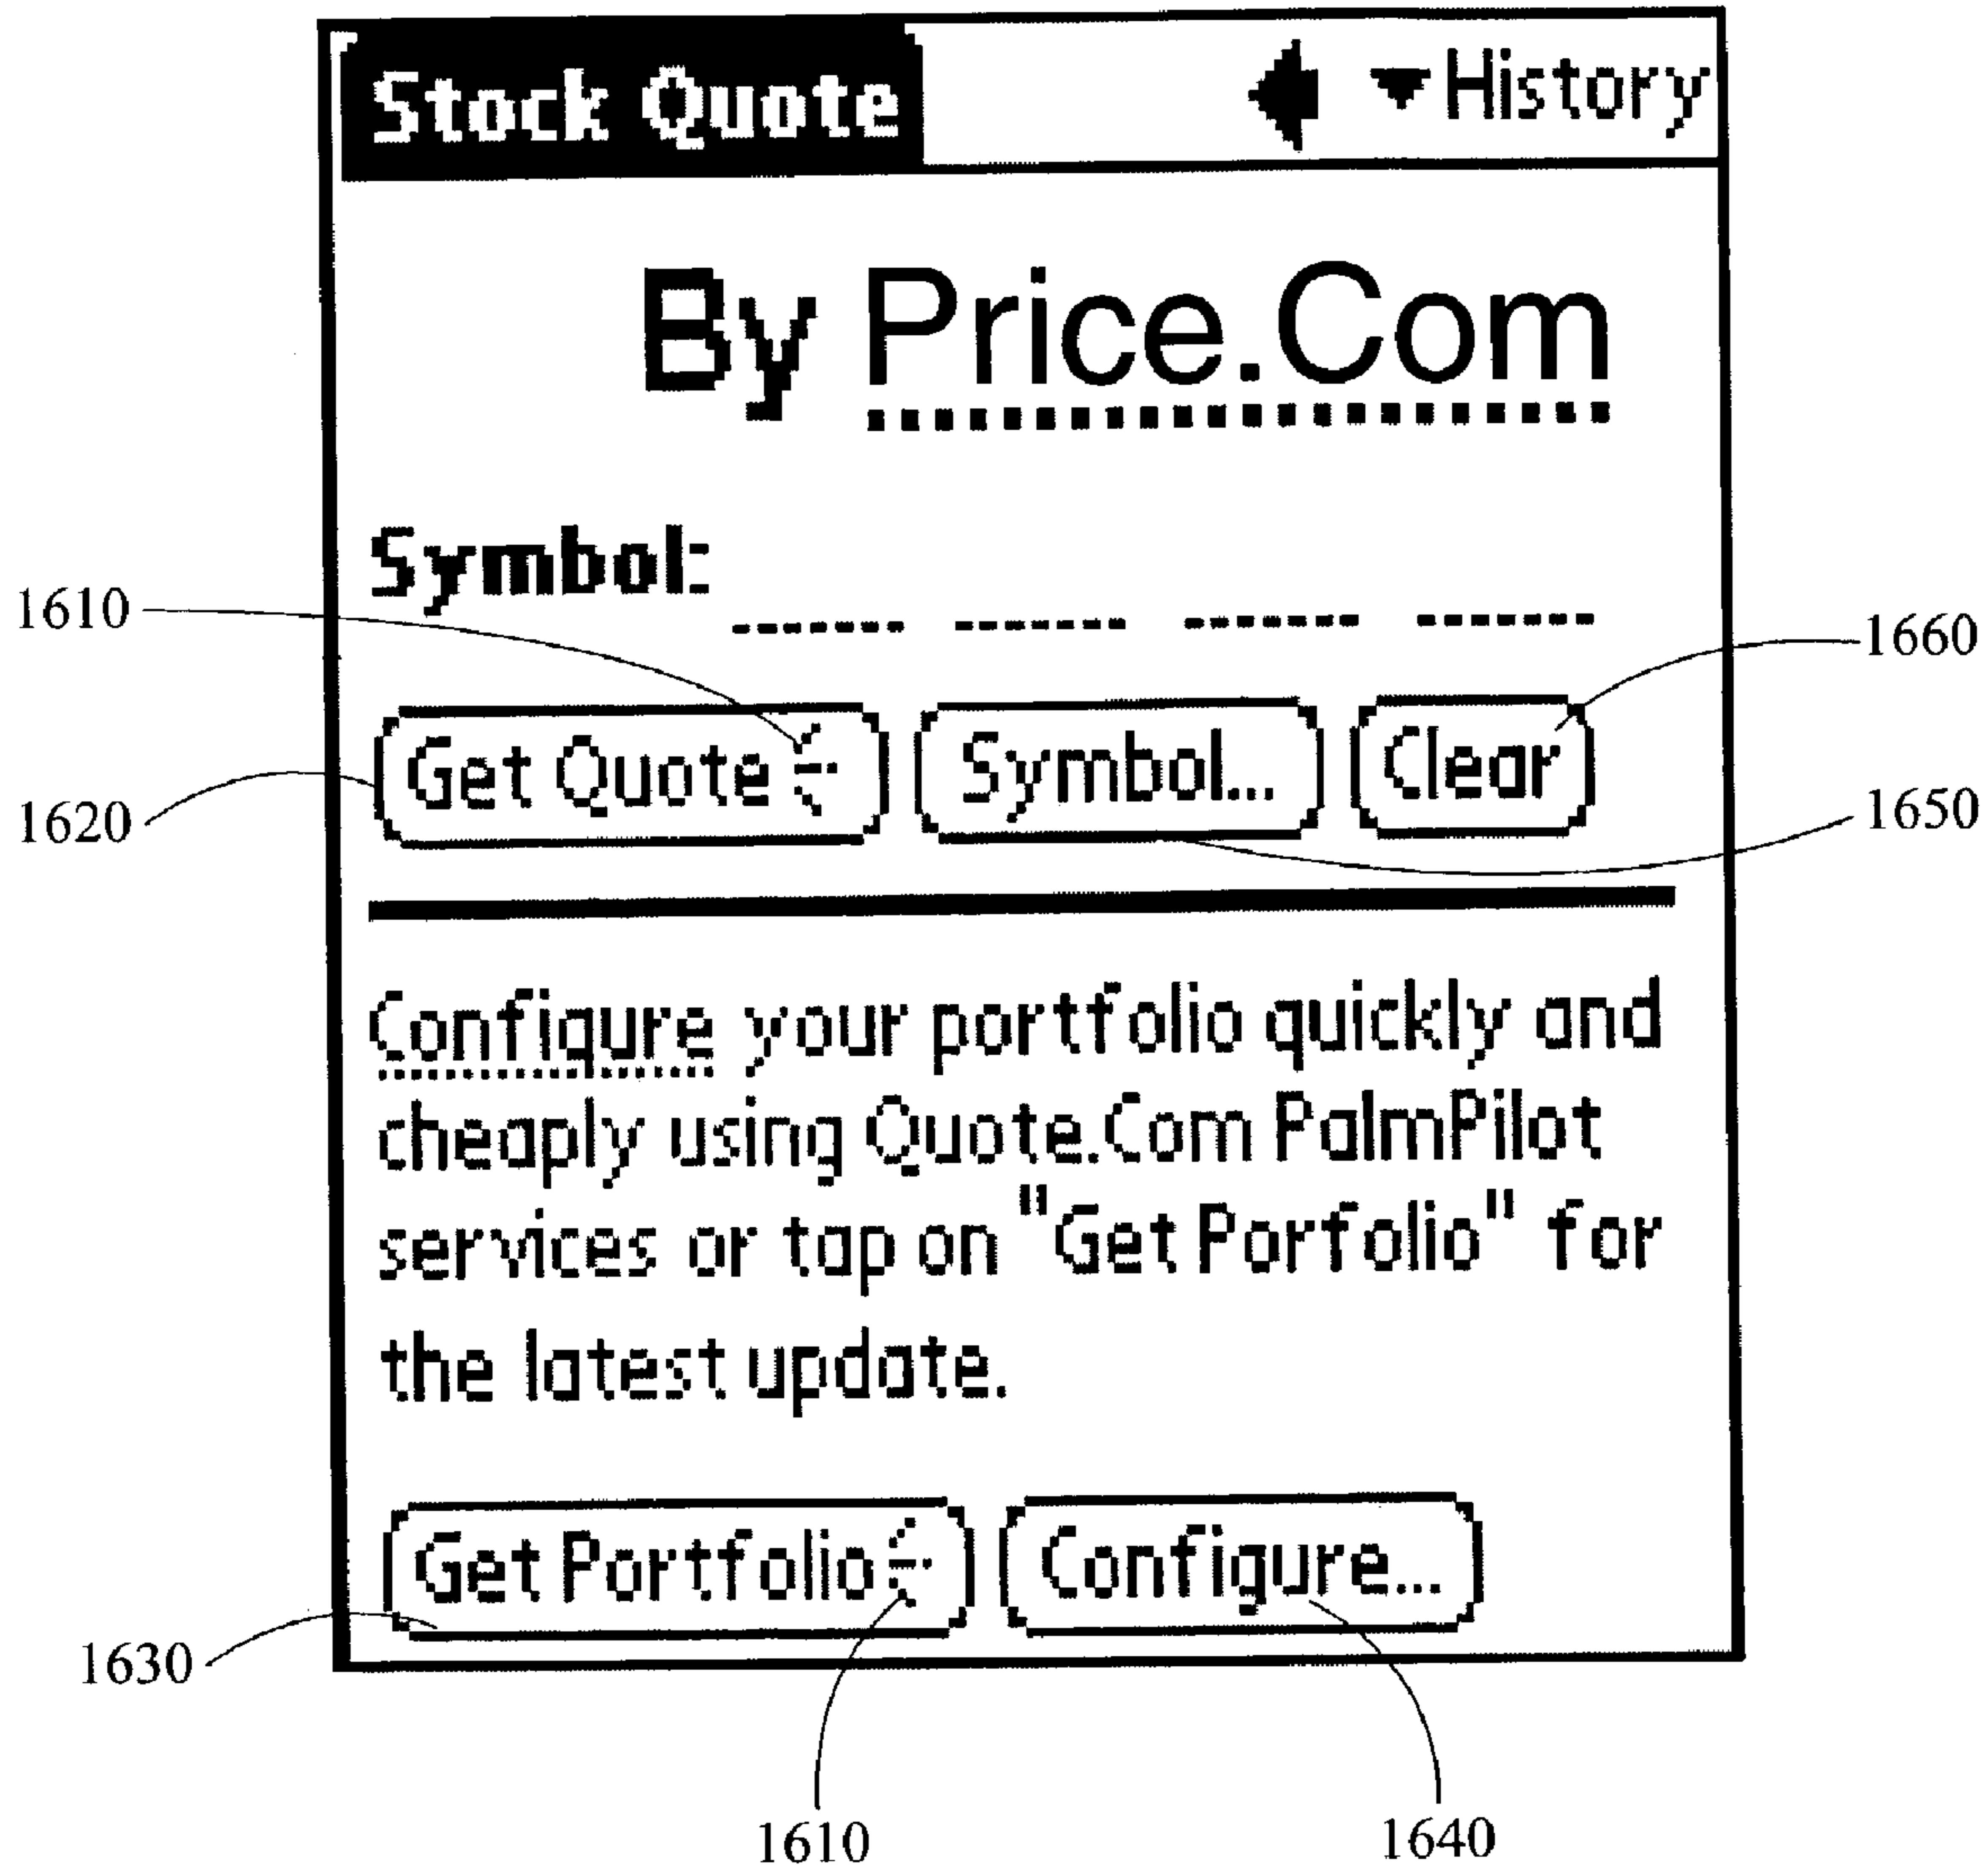 Stock Quote History
By Price.Com
Symbol:
1610
1660
Get Quote Symbol... Clear
1620
1650
Configure your portfolio quickly and
cheaply using Quote.Com PalmPilot
services or tap on "Get Porfolio" for
the latest update.
Get Portfolio Configure...
1630
1610
1640